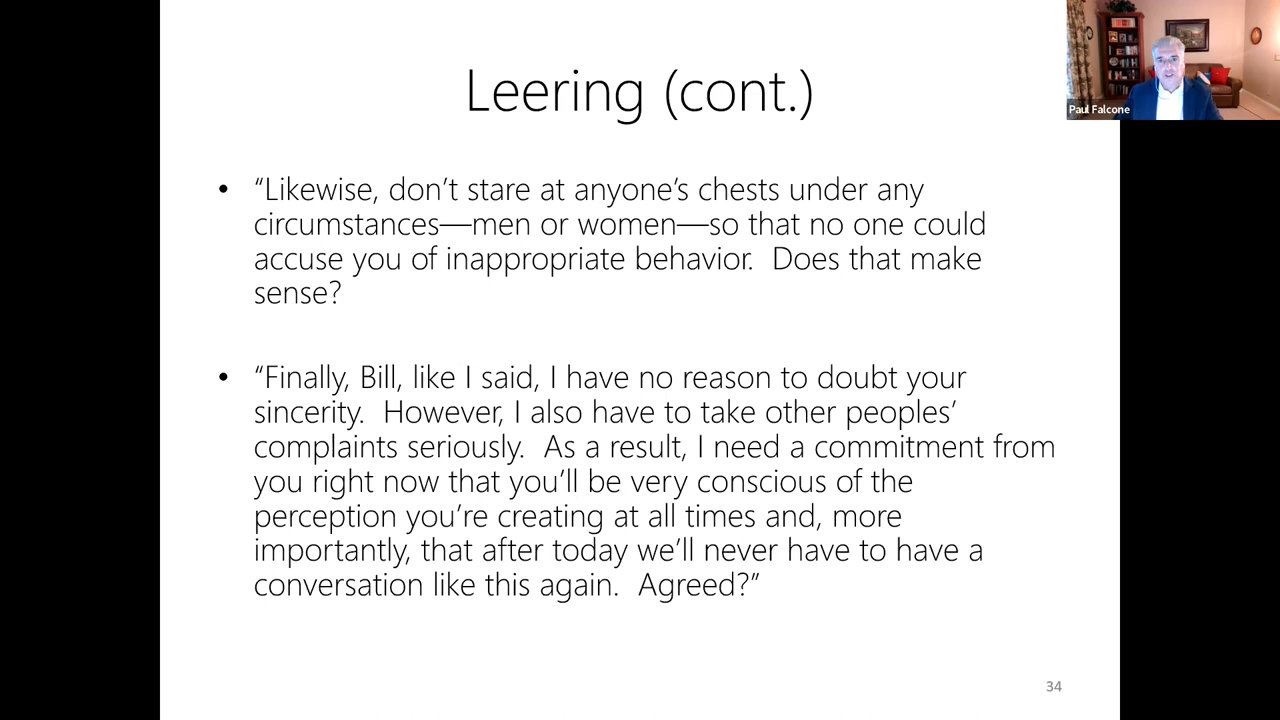 Leering (cont.)
Paul Falcone
• “Likewise, don’t stare at anyone’s chests under any
circumstances—men or women—so that no one could
accuse you of inappropriate behavior.  Does that make
sense?
• “Finally, Bill, like I said, I have no reason to doubt your
sincerity.  However, I also have to take other peoples’
complaints seriously.  As a result, I need a commitment from
you right now that you’ll be very conscious of the
perception you’re creating at all times and, more
importantly, that after today we’ll never have to have a
conversation like this again.  Agreed?”
34